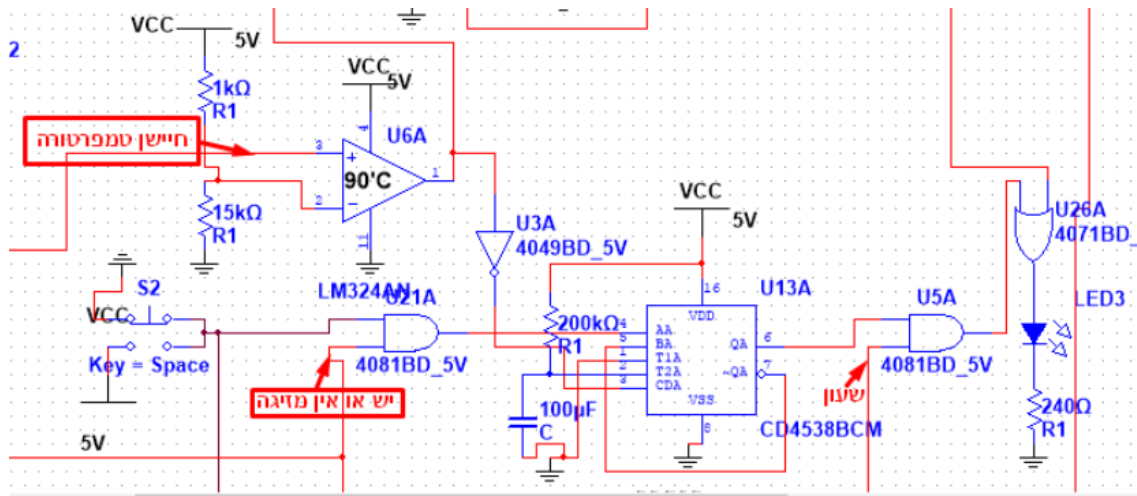 VCC
5V
2
1kΩ
R1
VCC
5V
4
U6A
חיישן טמפרטורה
3
+
90'C
1
2
−
15kΩ
R1
11
U3A
4049BD_5V
VCC
5V
U26A
4071BD_
S2
LM324AN
U21A
16
U13A
U5A
LED3
VCC
VDD
200kΩ
R1
4
AA
5
BA
1
T1A
2
T2A
3
CDA
QA
6
~QA
7
VSS
8
Key = Space
4081BD_5V
4081BD_5V
יש או אין מזיגה
שעון
100µF
C
CD4538BCM
240Ω
R1
5V